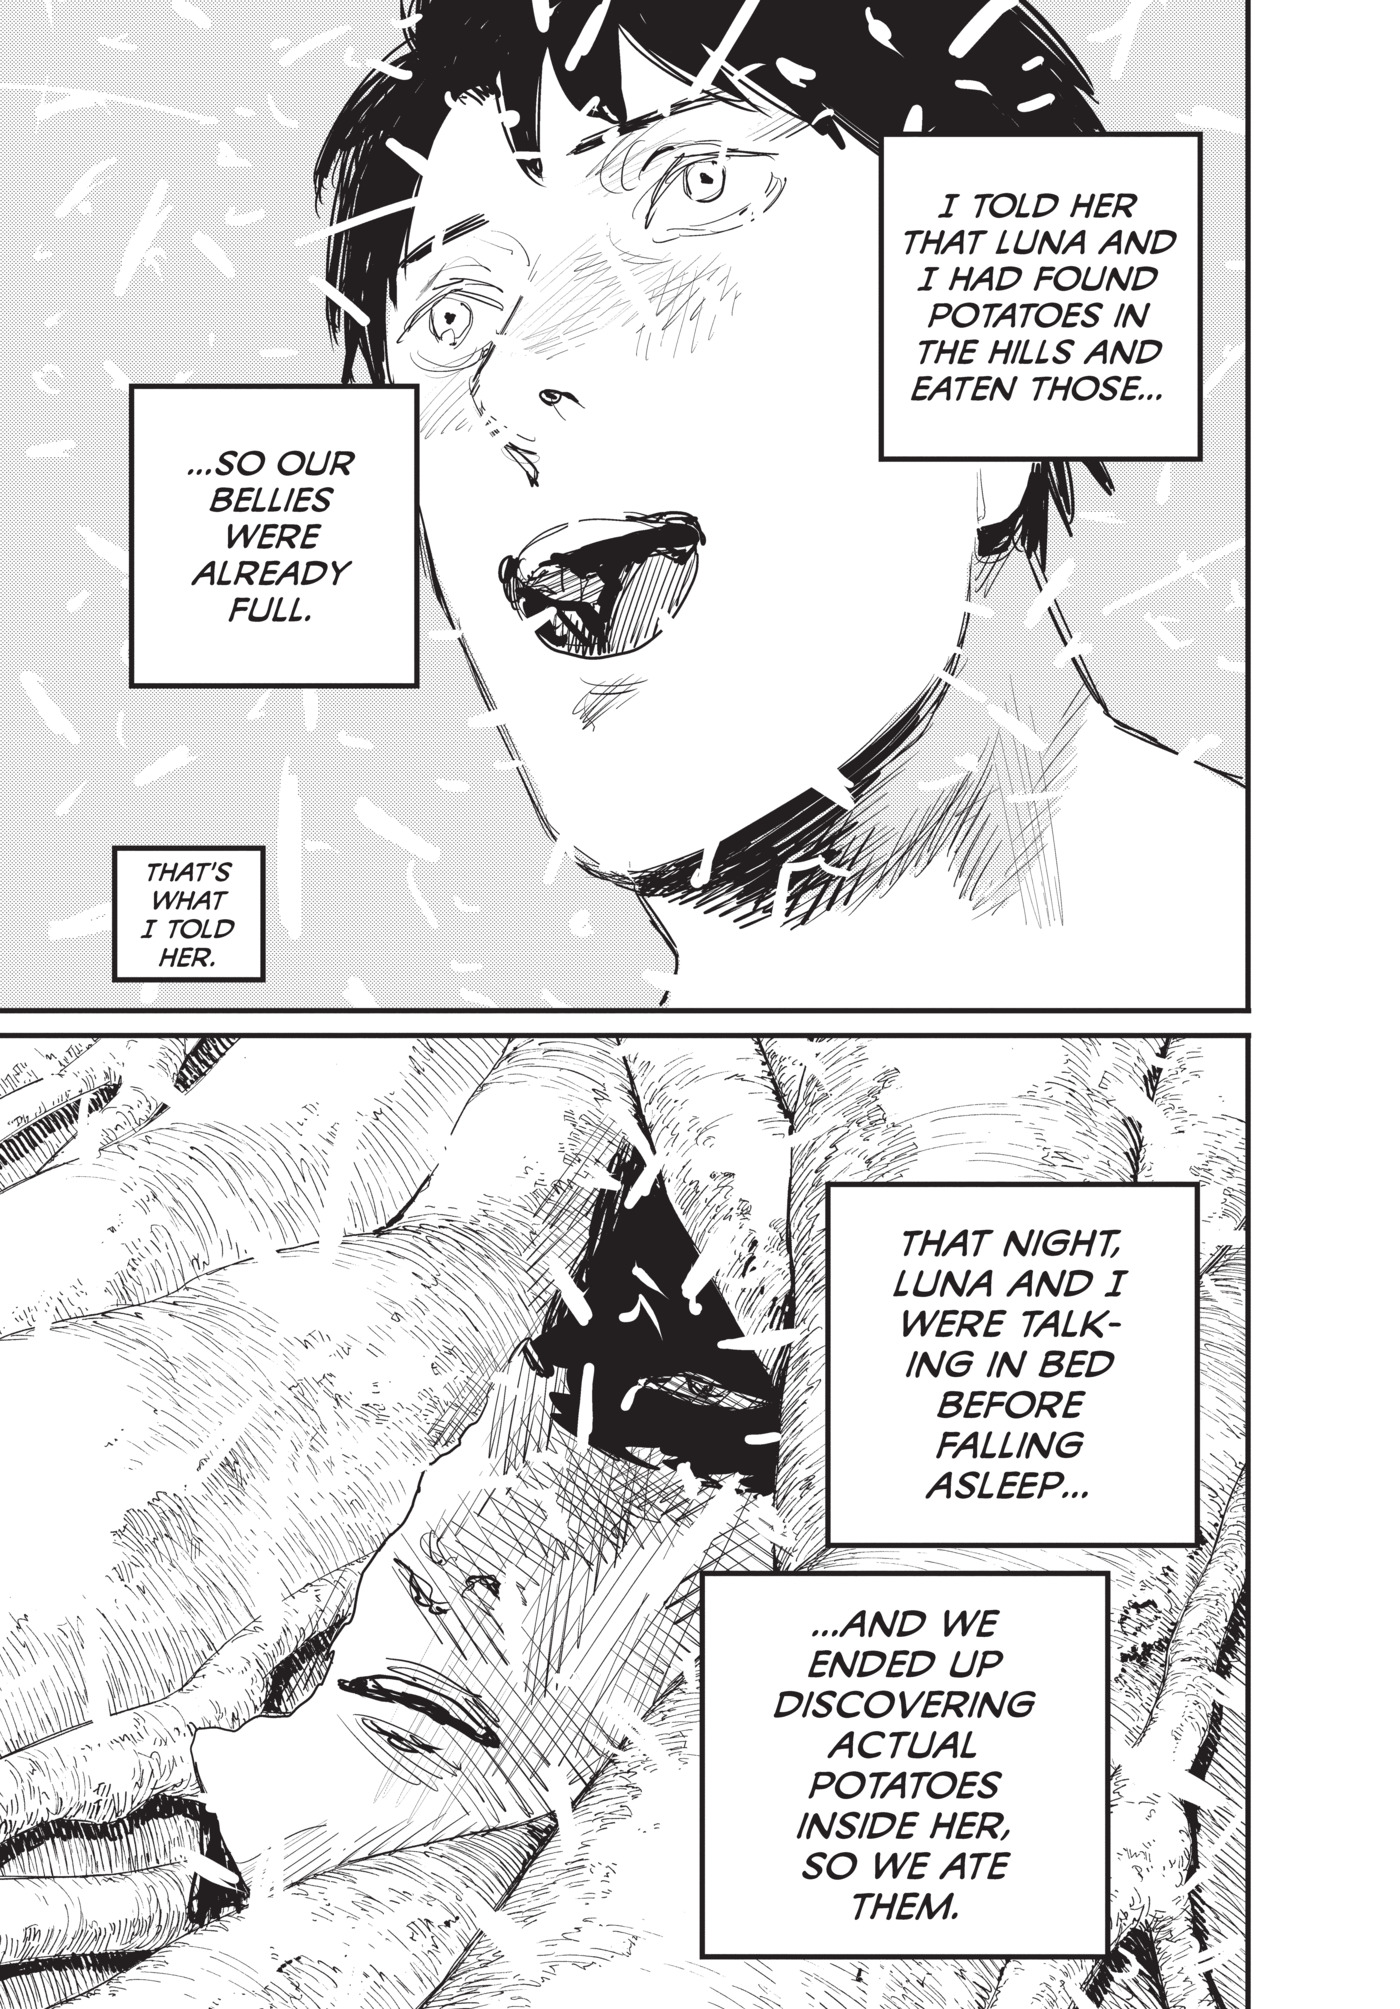 I TOLD HER
THAT LUNA AND
I HAD FOUND
POTATOES IN
THE HILLS AND
EATEN THOSE...
...SO OUR
BELLIES
WERE
ALREADY
FULL.
THAT'S
WHAT
I TOLD
HER.
THAT NIGHT,
LUNA AND I
WERE TALK-
ING IN BED
BEFORE
FALLING
ASLEEP...
...AND WE
ENDED UP
DISCOVERING
ACTUAL
POTATOES
INSIDE HER,
SO WE ATE
THEM.